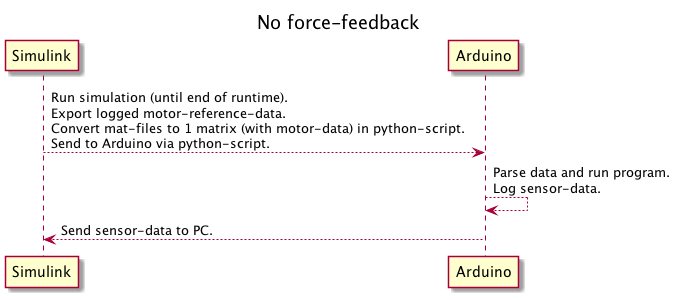 No force-feedback
Simulink
Arduino
Run simulation (until end of runtime).
Export logged motor-reference-data.
Convert mat-files to 1 matrix (with motor-data) in python-script.
Send to Arduino via python-script.
Parse data and run program.
Log sensor-data.
Send sensor-data to PC.
Simulink
Arduino